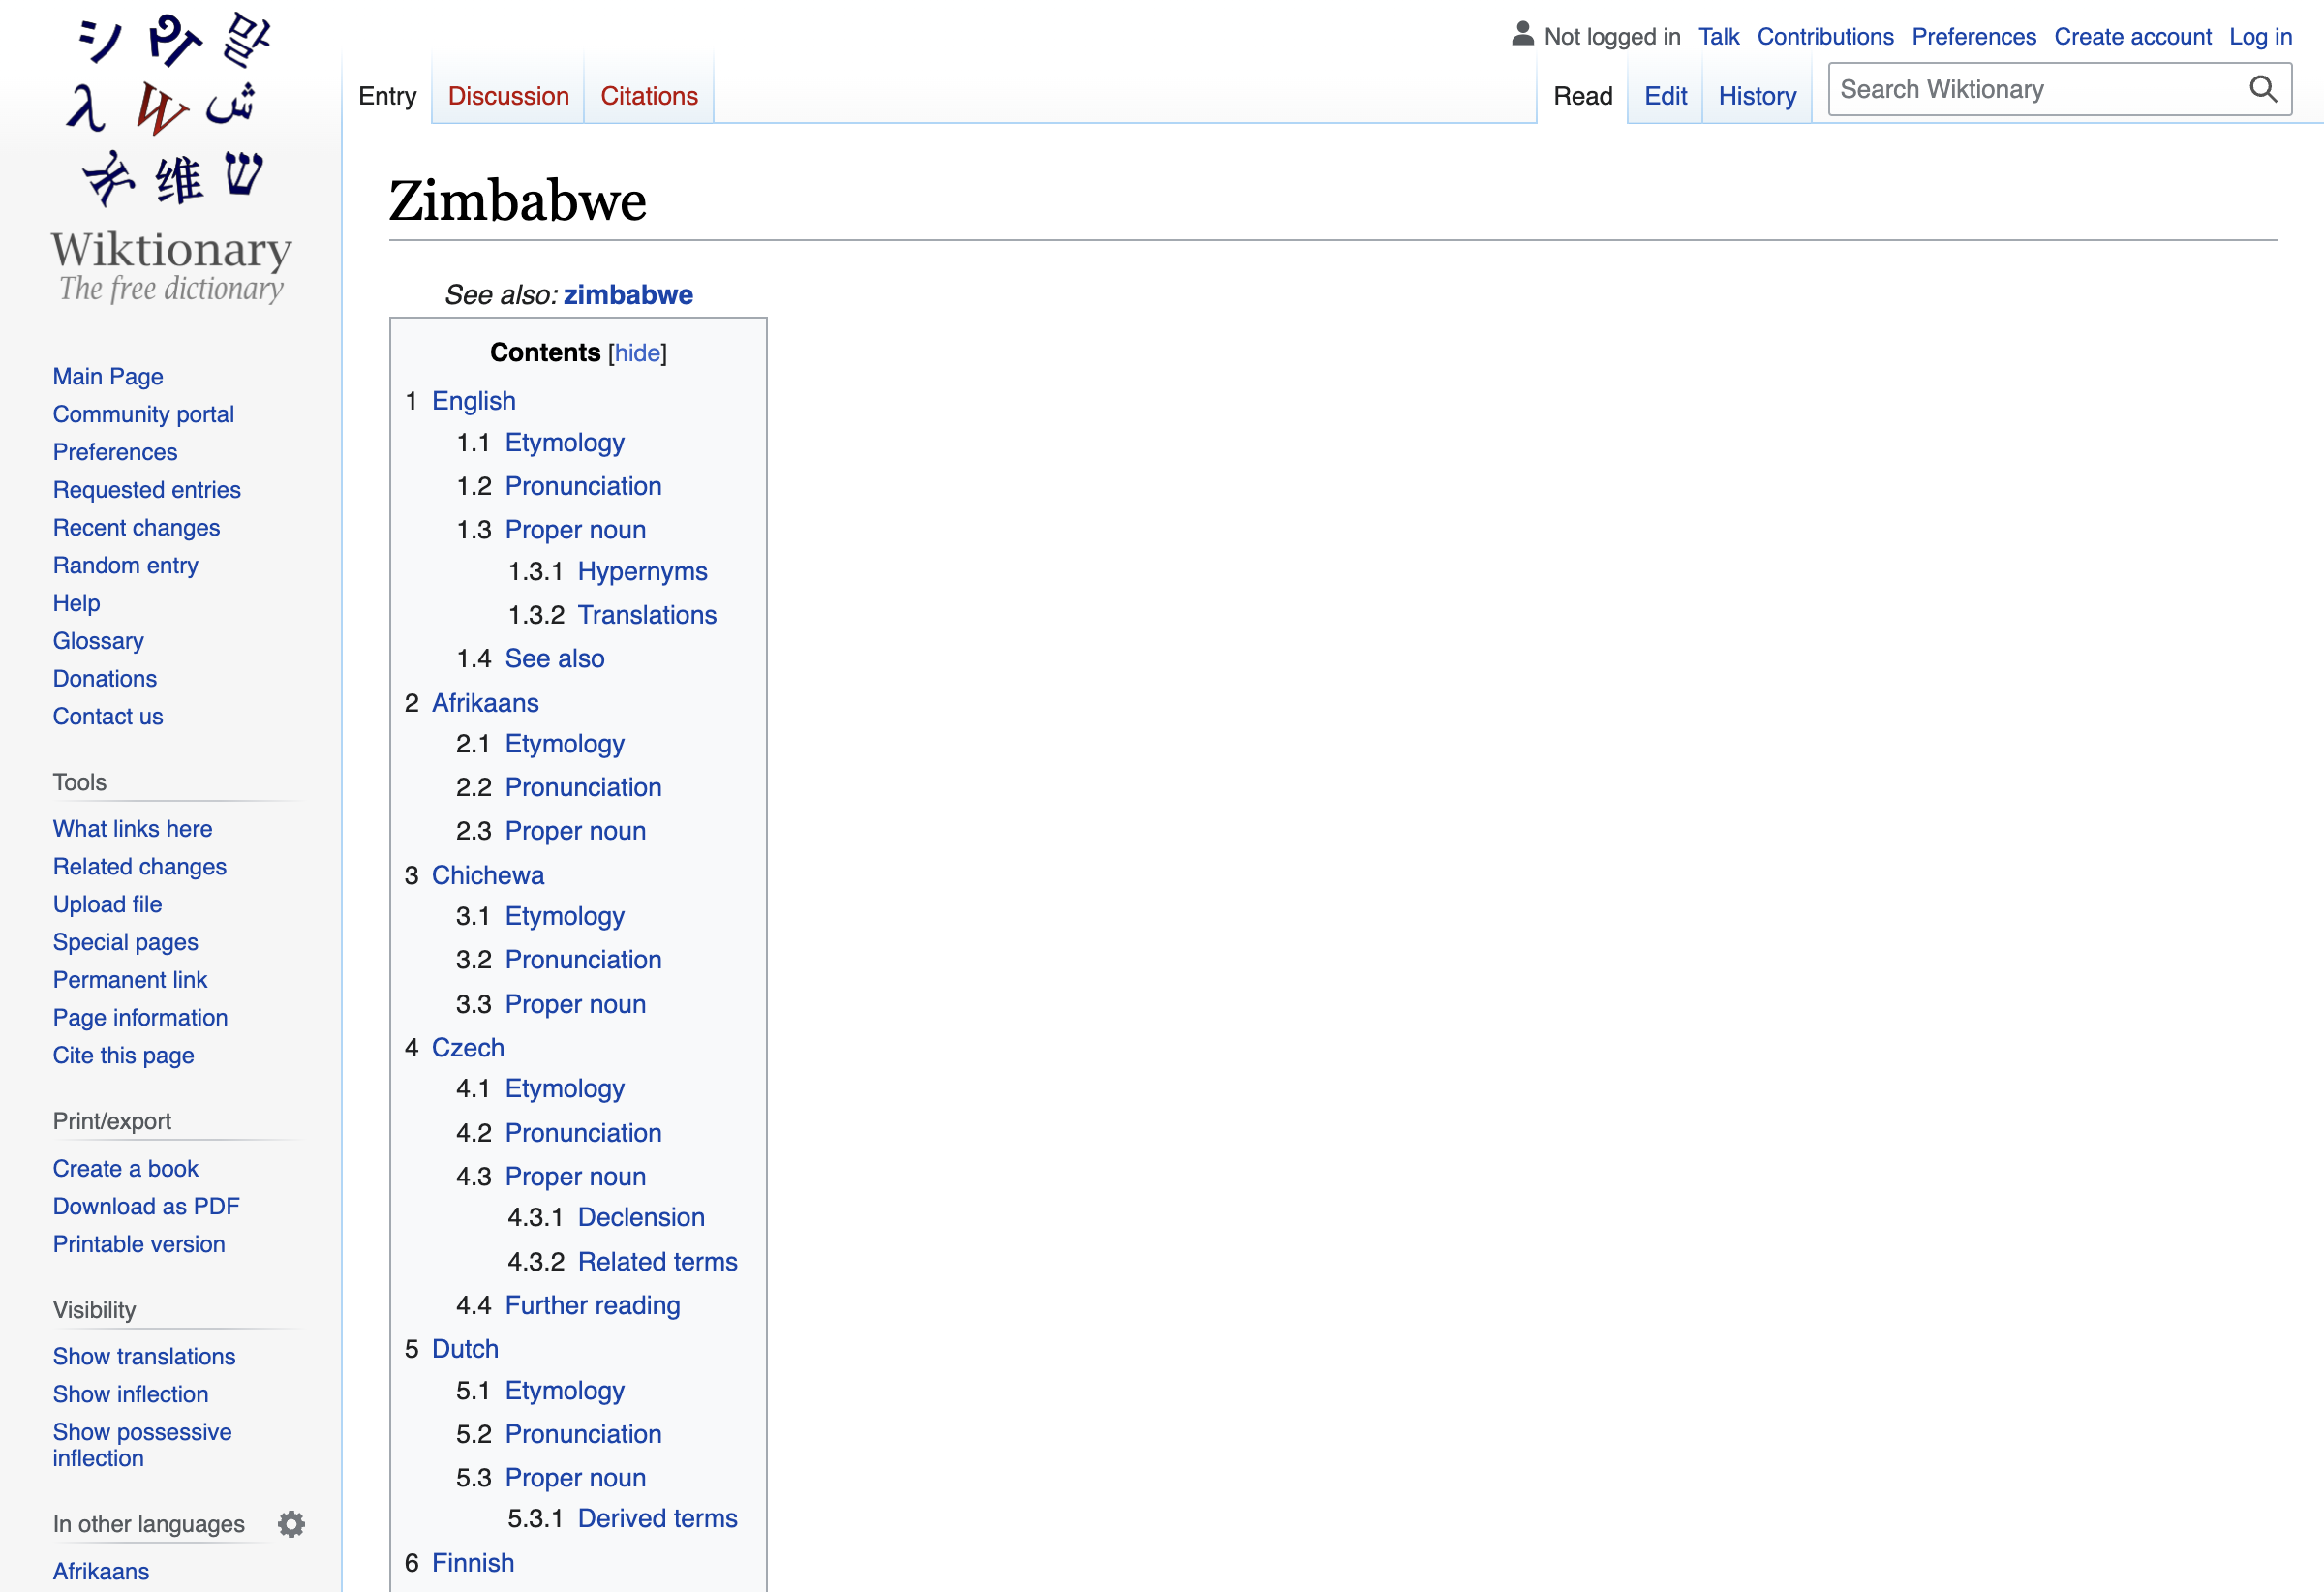 シ や 말
λ W ش
维 ש
Wiktionary
The free dictionary
Not logged in Talk Contributions Preferences Create account Log in
Entry Discussion Citations Read Edit History Search Wiktionary
Zimbabwe
See also: zimbabwe
Contents [hide]
1 English
1.1 Etymology
1.2 Pronunciation
1.3 Proper noun
1.3.1 Hypernyms
1.3.2 Translations
1.4 See also
2 Afrikaans
2.1 Etymology
2.2 Pronunciation
2.3 Proper noun
3 Chichewa
3.1 Etymology
3.2 Pronunciation
3.3 Proper noun
4 Czech
4.1 Etymology
4.2 Pronunciation
4.3 Proper noun
4.3.1 Declension
4.3.2 Related terms
4.4 Further reading
5 Dutch
5.1 Etymology
5.2 Pronunciation
5.3 Proper noun
5.3.1 Derived terms
6 Finnish
Main Page
Community portal
Preferences
Requested entries
Recent changes
Random entry
Help
Glossary
Donations
Contact us
Tools
What links here
Related changes
Upload file
Special pages
Permanent link
Page information
Cite this page
Print/export
Create a book
Download as PDF
Printable version
Visibility
Show translations
Show inflection
Show possessive
inflection
In other languages
Afrikaans